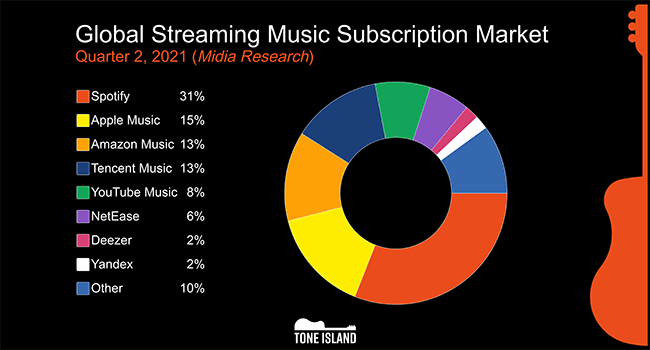 Global Streaming Music Subscription Market
Quarter 2, 2021 (Midia Research)
Spotify 31%
Apple Music 15%
Amazon Music 13%
Tencent Music 13%
YouTube Music 8%
NetEase 6%
Deezer 2%
Yandex 2%
Other 10%
TONE ISLAND